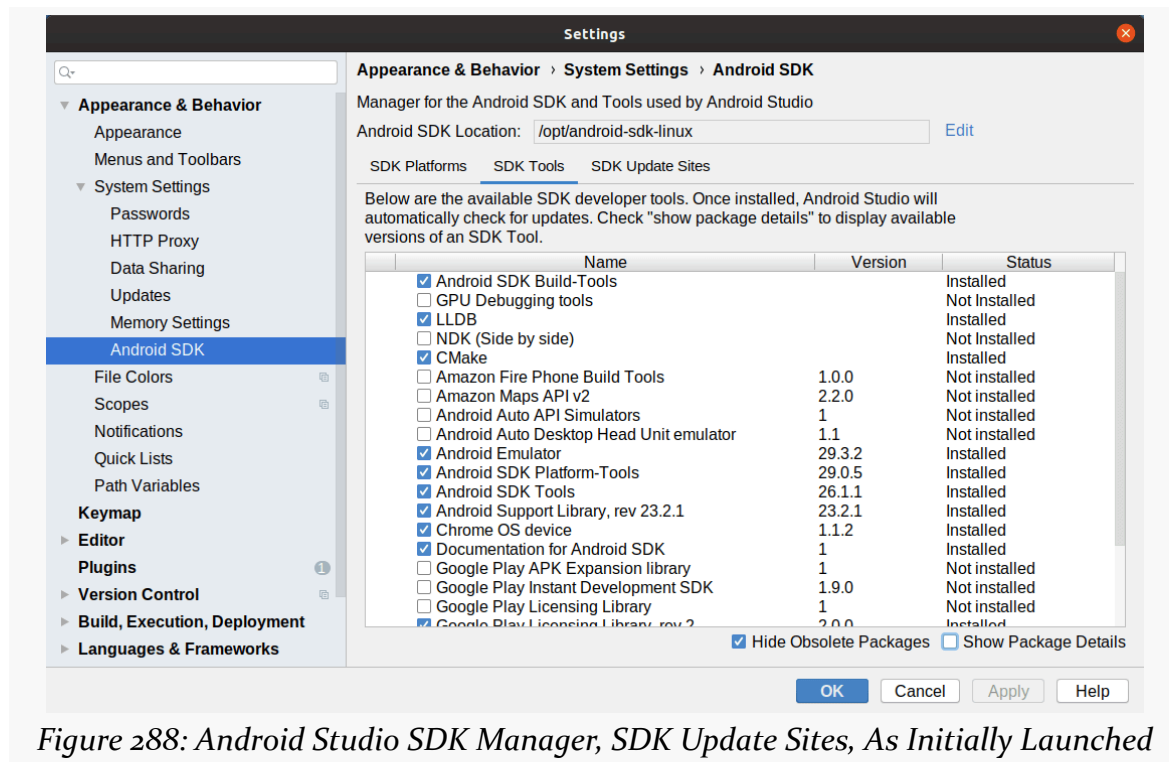 Settings
Appearance & Behavior › System Settings › Android SDK
Manager for the Android SDK and Tools used by Android Studio
Android SDK Location: /opt/android-sdk-linux Edit
SDK Platforms SDK Tools SDK Update Sites
Below are the available SDK developer tools. Once installed, Android Studio will
automatically check for updates. Check "show package details" to display available
versions of an SDK Tool.
Appearance & Behavior
Appearance
Menus and Toolbars
System Settings
Passwords
HTTP Proxy
Data Sharing
Updates
Memory Settings
Android SDK
File Colors
Scopes
Notifications
Quick Lists
Path Variables
Keymap
Editor
Plugins 1
Version Control
Build, Execution, Deployment
Languages & Frameworks
Name Version Status
Android SDK Build-Tools Installed
GPU Debugging tools Not Installed
LLDB Installed
NDK (Side by side) Not Installed
CMake Installed
Amazon Fire Phone Build Tools 1.0.0 Not installed
Amazon Maps API v2 2.2.0 Not installed
Android Auto API Simulators 1 Not installed
Android Auto Desktop Head Unit emulator 1.1 Not installed
Android Emulator 29.3.2 Installed
Android SDK Platform-Tools 29.0.5 Installed
Android SDK Tools 26.1.1 Installed
Android Support Library, rev 23.2.1 23.2.1 Installed
Chrome OS device 1.1.2 Installed
Documentation for Android SDK 1 Installed
Google Play APK Expansion library 1 Not installed
Google Play Instant Development SDK 1.9.0 Not installed
Google Play Licensing Library 1 Not installed
Google Play Licensing Library, rev 2 2.0.0 Installed
Hide Obsolete Packages Show Package Details
OK Cancel Apply Help
Figure 288: Android Studio SDK Manager, SDK Update Sites, As Initially Launched